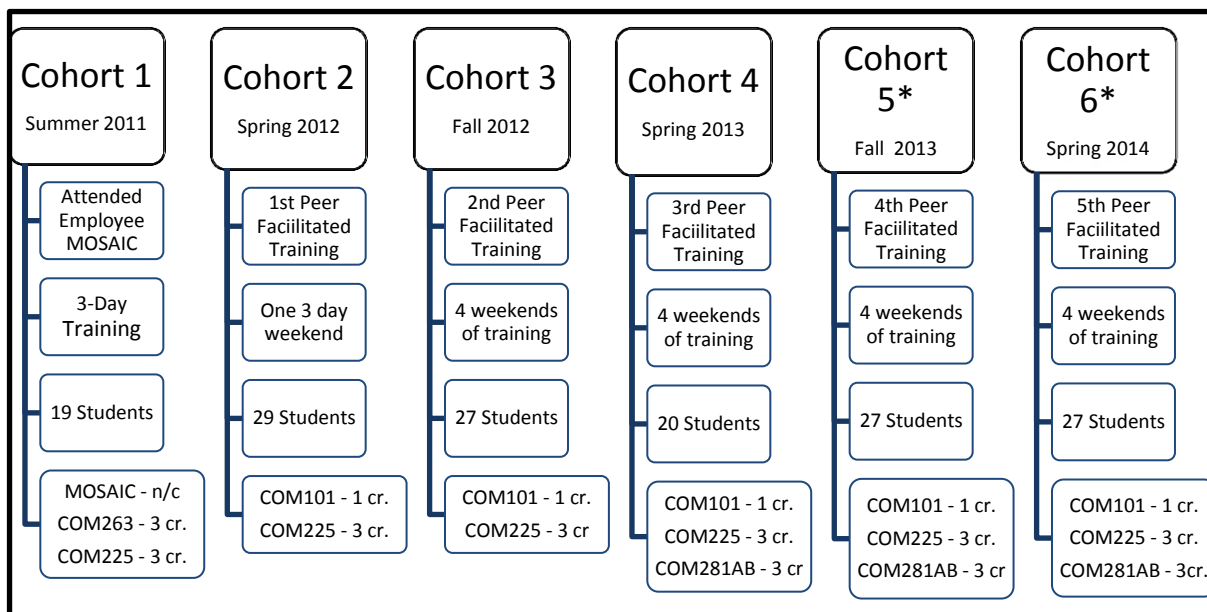 Cohort 1
Summer 2011
Attended
Employee
MOSAIC
3-Day
Training
19 Students
MOSAIC - n/c
COM263 - 3 cr.
COM225 - 3 cr.
Cohort 2
Spring 2012
1st Peer
Faciilitated
Training
One 3 day
weekend
29 Students
COM101 - 1 cr.
COM225 - 3 cr.
Cohort 3
Fall 2012
2nd Peer
Faciilitated
Training
4 weekends
of training
27 Students
COM101 - 1 cr.
COM225 - 3 cr
Cohort 4
Spring 2013
3rd Peer
Faciilitated
Training
4 weekends
of training
20 Students
COM101 - 1 cr.
COM225 - 3 cr.
COM281AB - 3 cr
Cohort
5*
Fall 2013
4th Peer
Faciilitated
Training
4 weekends
of training
27 Students
COM101 - 1 cr.
COM225 - 3 cr.
COM281AB - 3 cr
Cohort
6*
Spring 2014
5th Peer
Faciilitated
Training
4 weekends
of training
27 Students
COM101 - 1 cr.
COM225 - 3 cr.
COM281AB - 3cr.